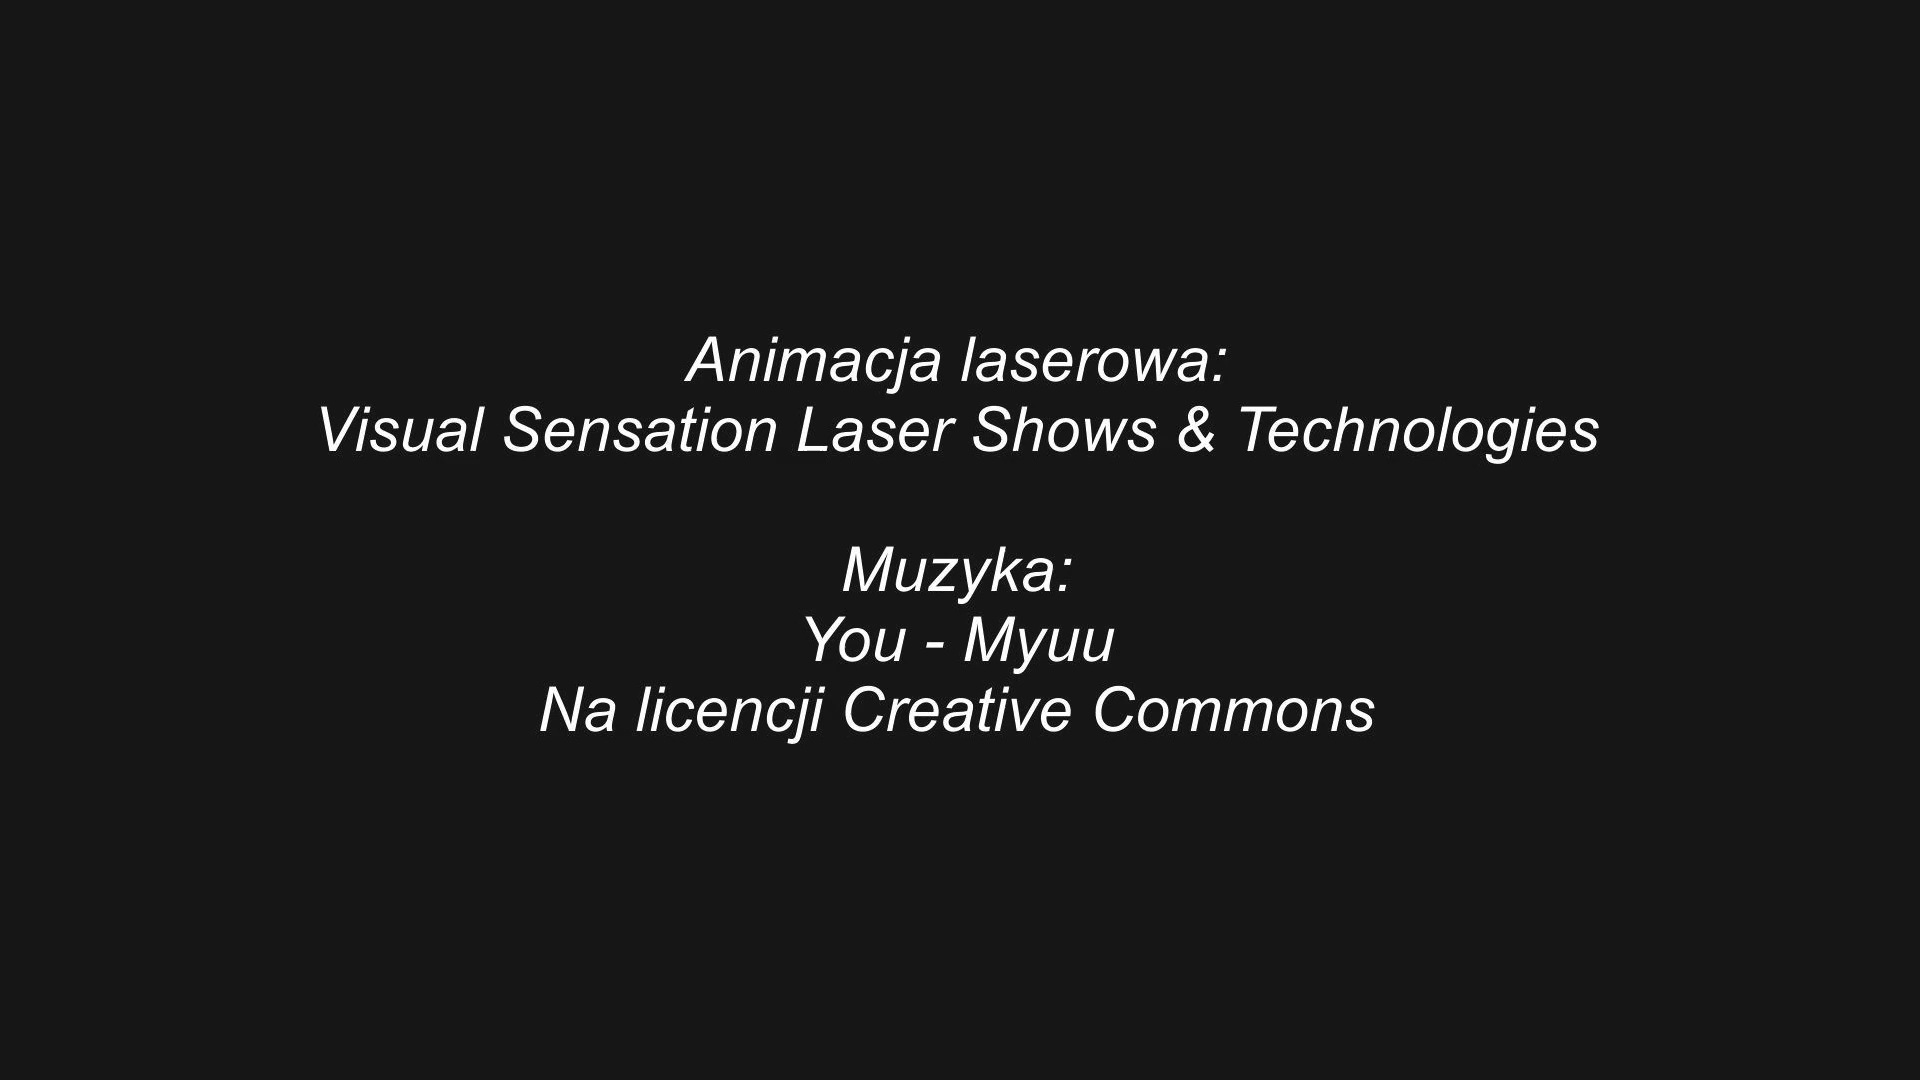 Animacja laserowa:
Visual Sensation Laser Shows & Technologies
Muzyka:
You - Myuu
Na licencji Creative Commons